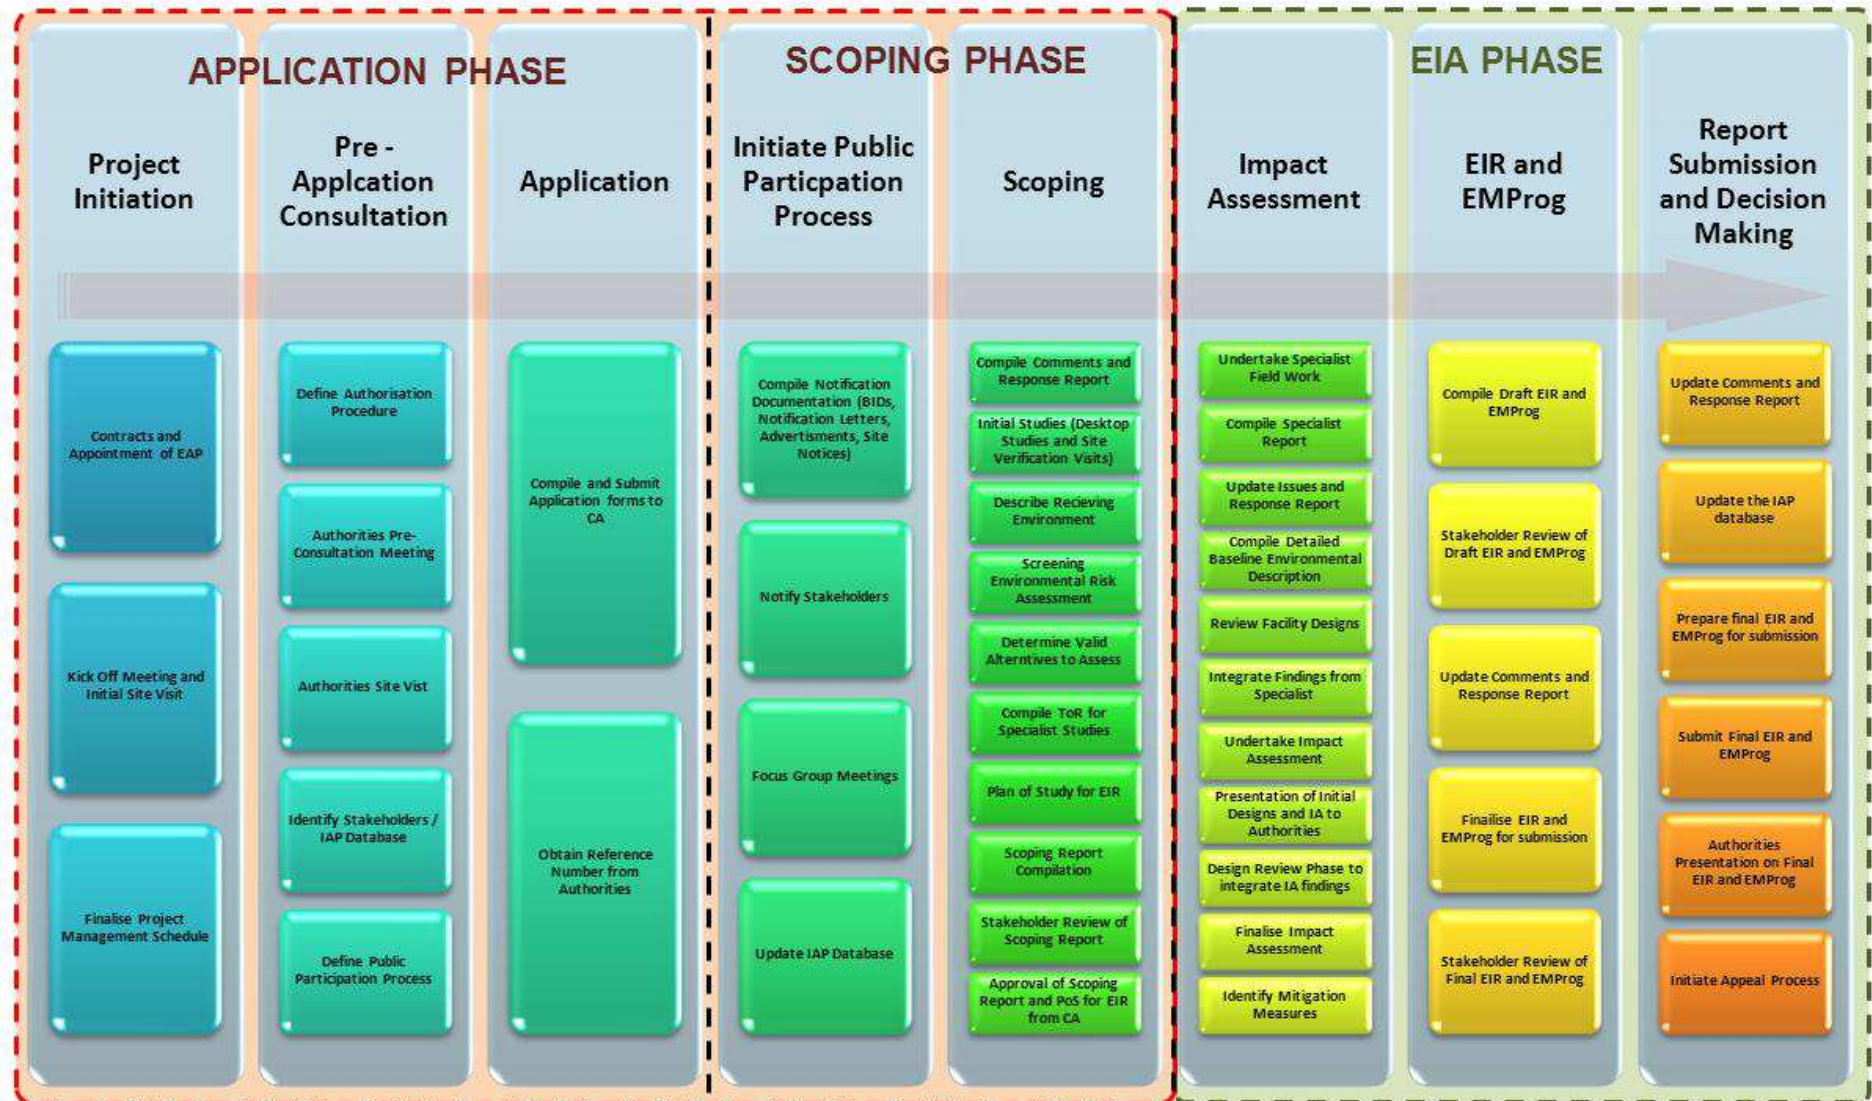 APPLICATION PHASE
SCOPING PHASE
EIA PHASE
Project
Initiation
Pre -
Applcation
Consultation
Application
Initiate Public
Particpation
Process
Scoping
Impact
Assessment
EIR and
EMProg
Report
Submission
and Decision
Making
Contracts and
Appointment of EAP
Kick Off Meeting and
Initial Site Visit
Finalise Project
Management Schedule
Define Authorisation
Procedure
Authorities Pre-
Consultation Meeting
Authorities Site Vist
Identify Stakeholders /
IAP Database
Define Public
Participation Process
Compile and Submit
Application forms to
CA
Obtain Reference
Number from
Authorities
Compile Notification
Documentation (BIDs,
Notification Letters,
Advertisments, Site
Notices)
Notify Stakeholders
Focus Group Meetings
Update IAP Database
Compile Comments and
Response Report
Initial Studies (Desktop
Studies and Site
Verification Visits)
Describe Recieving
Environment
Screening
Environmental Risk
Assessment
Determine Valid
Alterntives to Assess
Compile ToR for
Specialist Studies
Plan of Study for EIR
Scoping Report
Compilation
Stakeholder Review of
Scoping Report
Approval of Scoping
Report and PoS for EIR
from CA
Undertake Specialist
Field Work
Compile Specialist
Report
Update Issues and
Response Report
Compile Detailed
Baseline Environmental
Description
Review Facility Designs
Integrate Findings from
Specialist
Undertake Impact
Assessment
Presentation of Initial
Designs and IA to
Authorities
Design Review Phase to
integrate IA findings
Finalise Impact
Assessment
Identify Mitigation
Measures
Compile Draft EIR and
EMProg
Stakeholder Review of
Draft EIR and EMProg
Update Comments and
Response Report
Finailise EIR and
EMProg for submission
Stakeholder Review of
Final EIR and EMProg
Update Comments and
Response Report
Update the IAP
database
Prepare final EIR and
EMProg for submission
Submit Final EIR and
EMProg
Authorities
Presentation on Final
EIR and EMProg
Initiate Appeal Process